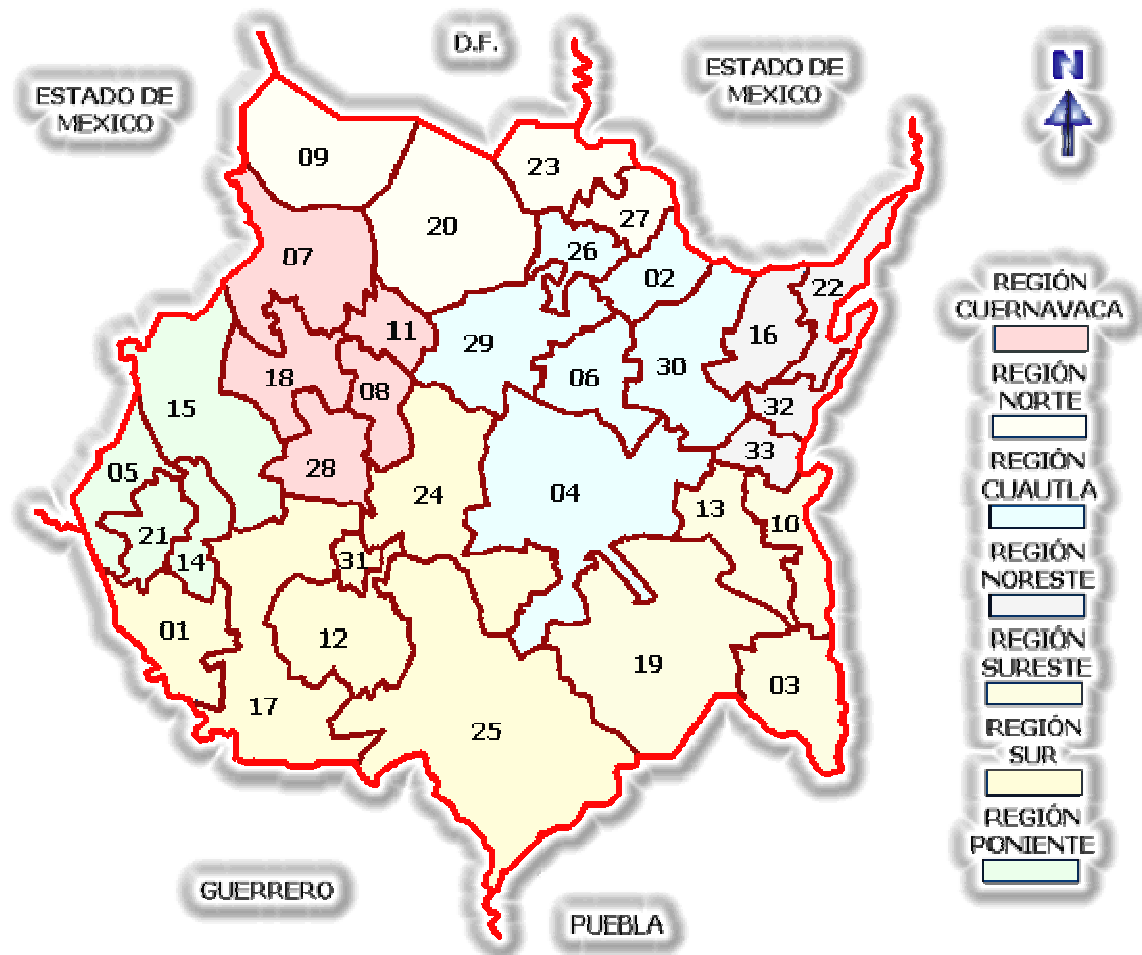 D.F.
ESTADO DE
MEXICO
ESTADO DE
MEXICO
N
09
23
27
20
26
07
02
22
11
16
29
30
18
06
08
32
15
33
05
28
24
04
13
10
21
14
31
01
12
19
03
17
25
REGIÓN
CUERNAVACA
REGIÓN
NORTE
REGIÓN
CUAUTLA
REGIÓN
NORESTE
REGIÓN
SURESTE
REGIÓN
SUR
REGIÓN
PONIENTE
GUERRERO
PUEBLA